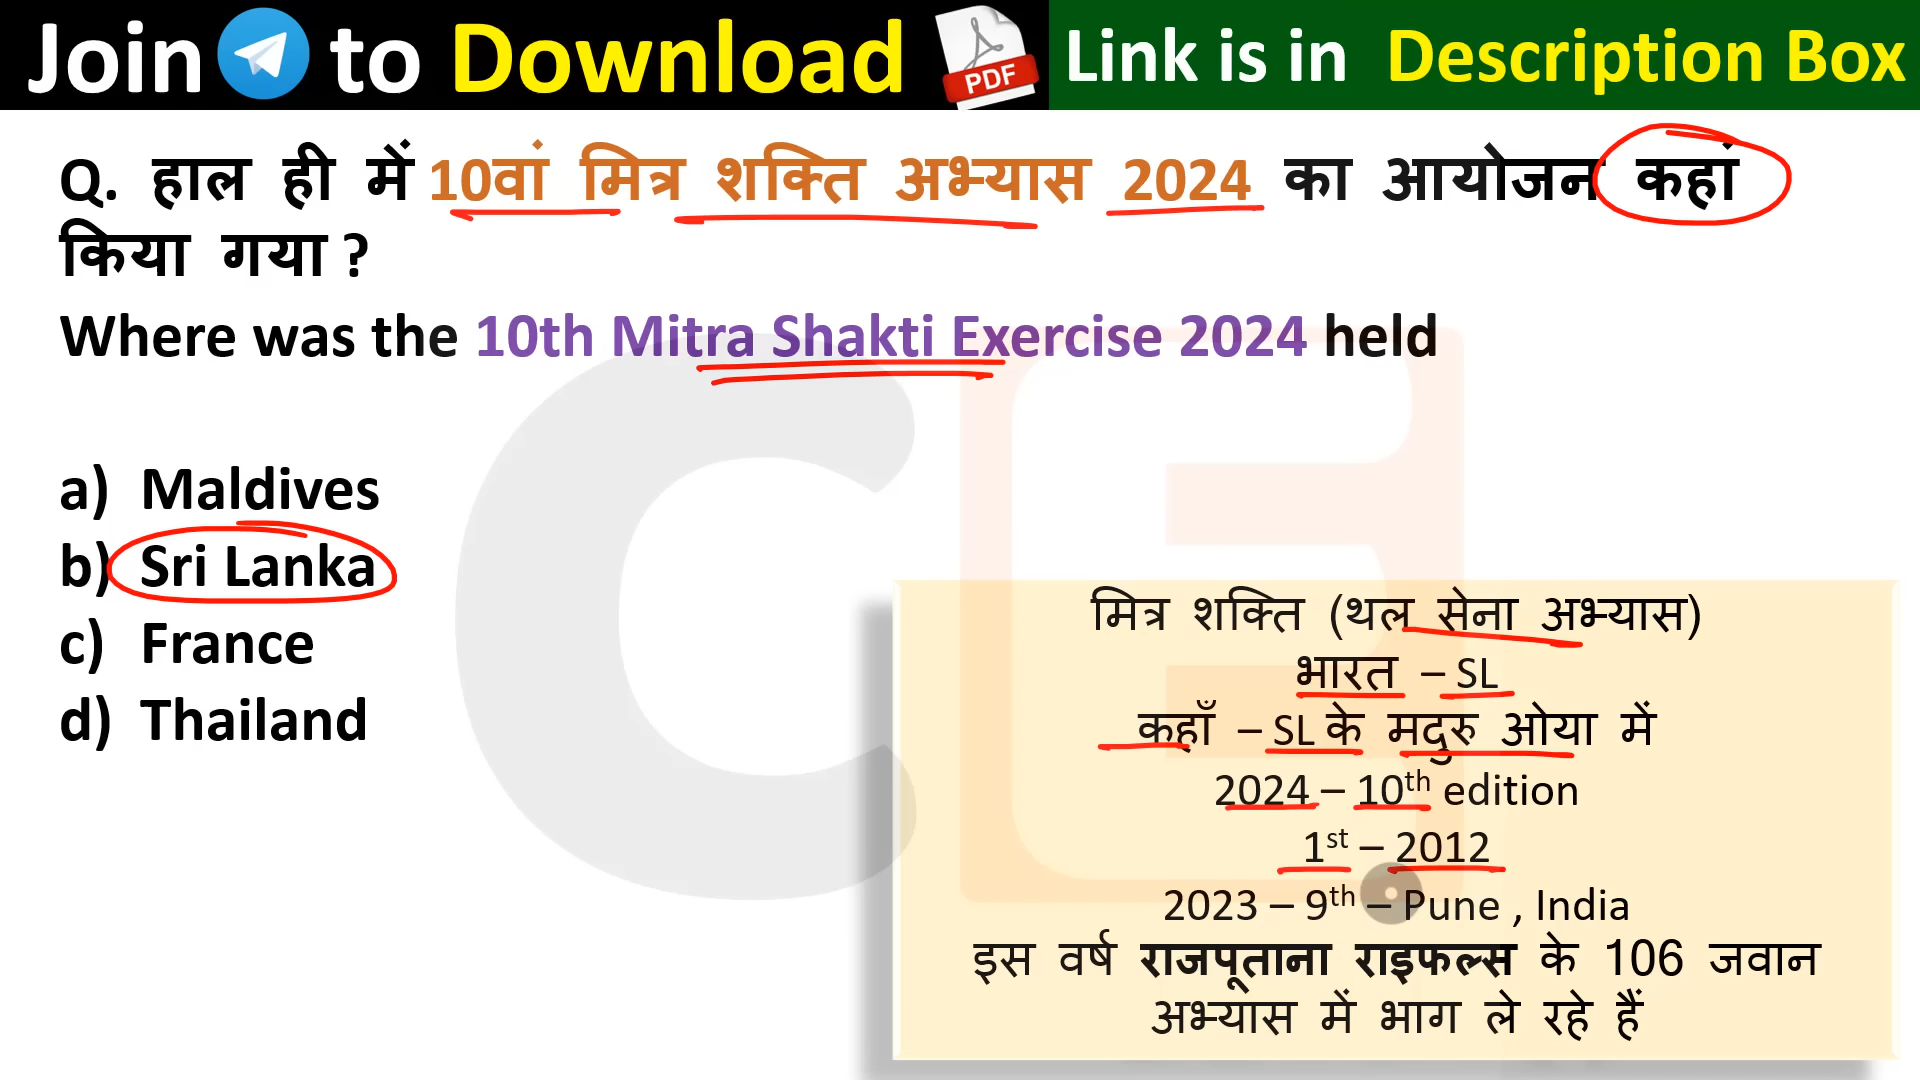 Join to Download PDF Link is in Description Box
Q. हाल ही में 10वां मित्र शक्ति अभ्यास 2024 का आयोजन कहां
किया गया ?
Where was the 10th Mitra Shakti Exercise 2024 held
a) Maldives
b) Sri Lanka
c) France
d) Thailand
मित्र शक्ति (थल सेना अभ्यास)
भारत – SL
कहाँ – SL के मदुरु ओया में
2024 – 10th edition
1st – 2012
2023 – 9th – Pune , India
इस वर्ष राजपूताना राइफल्स के 106 जवान
अभ्यास में भाग ले रहे हैं